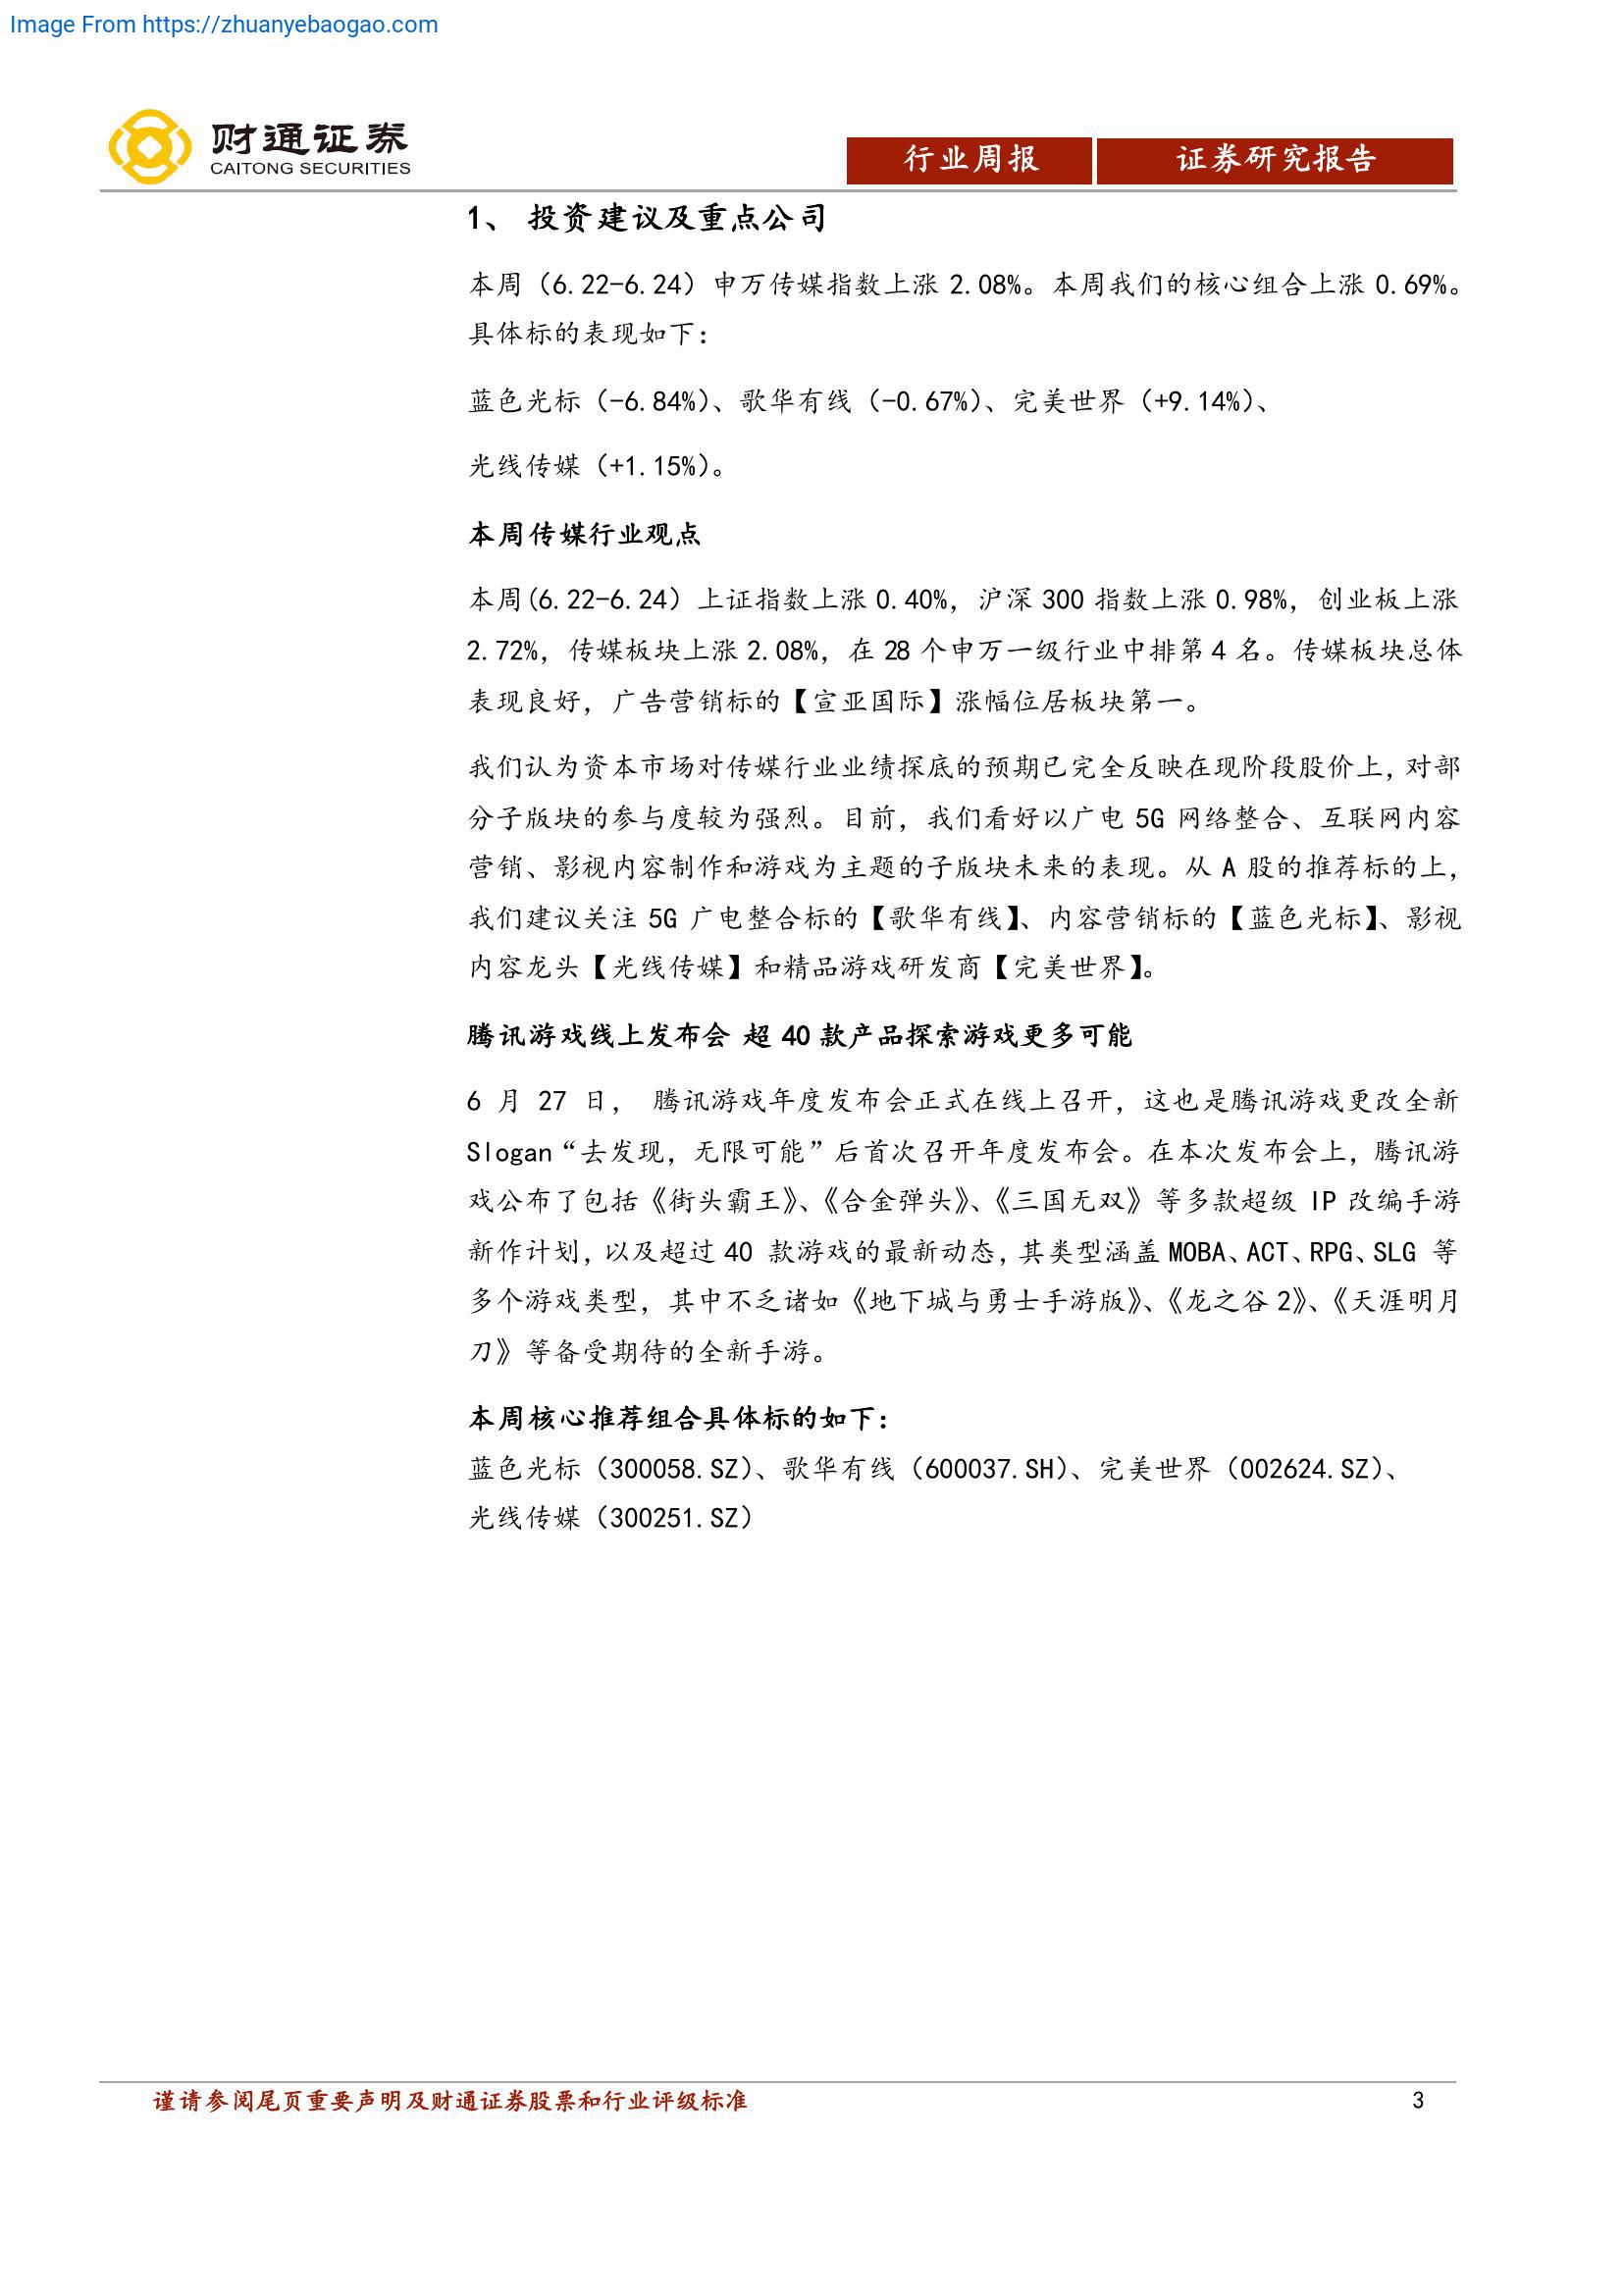 Image From https://zhuanyebaogao.com
财通证券
CAITONG SECURITIES
行业周报
证券研究报告
1、 投资建议及重点公司
本周（6.22-6.24）申万传媒指数上涨 2.08%。本周我们的核心组合上涨 0.69%。
具体标的表现如下：
蓝色光标（-6.84%）、歌华有线（-0.67%）、完美世界（+9.14%）、
光线传媒（+1.15%）。
本周传媒行业观点
本周(6.22-6.24）上证指数上涨 0.40%，沪深 300 指数上涨 0.98%，创业板上涨
2.72%，传媒板块上涨 2.08%，在 28 个申万一级行业中排第 4 名。传媒板块总体
表现良好，广告营销标的【宣亚国际】涨幅位居板块第一。
我们认为资本市场对传媒行业业绩探底的预期已完全反映在现阶段股价上，对部
分子版块的参与度较为强烈。目前，我们看好以广电 5G 网络整合、互联网内容
营销、影视内容制作和游戏为主题的子版块未来的表现。从 A 股的推荐标的上，
我们建议关注 5G 广电整合标的【歌华有线】、内容营销标的【蓝色光标】、影视
内容龙头【光线传媒】和精品游戏研发商【完美世界】。
腾讯游戏线上发布会 超 40 款产品探索游戏更多可能
6 月 27 日， 腾讯游戏年度发布会正式在线上召开，这也是腾讯游戏更改全新
Slogan“去发现，无限可能”后首次召开年度发布会。在本次发布会上，腾讯游
戏公布了包括《街头霸王》、《合金弹头》、《三国无双》等多款超级 IP 改编手游
新作计划，以及超过 40 款游戏的最新动态，其类型涵盖 MOBA、ACT、RPG、SLG 等
多个游戏类型，其中不乏诸如《地下城与勇士手游版》、《龙之谷 2》、《天涯明月
刀》等备受期待的全新手游。
本周核心推荐组合具体标的如下：
蓝色光标（300058.SZ）、歌华有线（600037.SH）、完美世界（002624.SZ）、
光线传媒（300251.SZ）
谨请参阅尾页重要声明及财通证券股票和行业评级标准
3